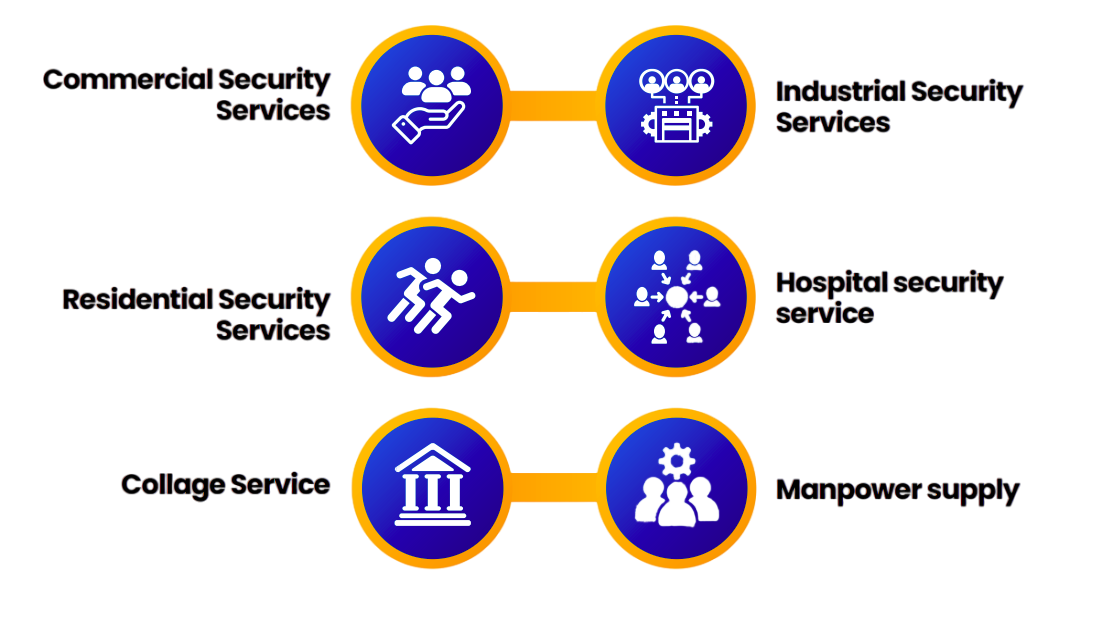 Commercial Security
Services
Industrial Security
Services
Residential Security
Services
Hospital security
service
Collage Service
Manpower supply